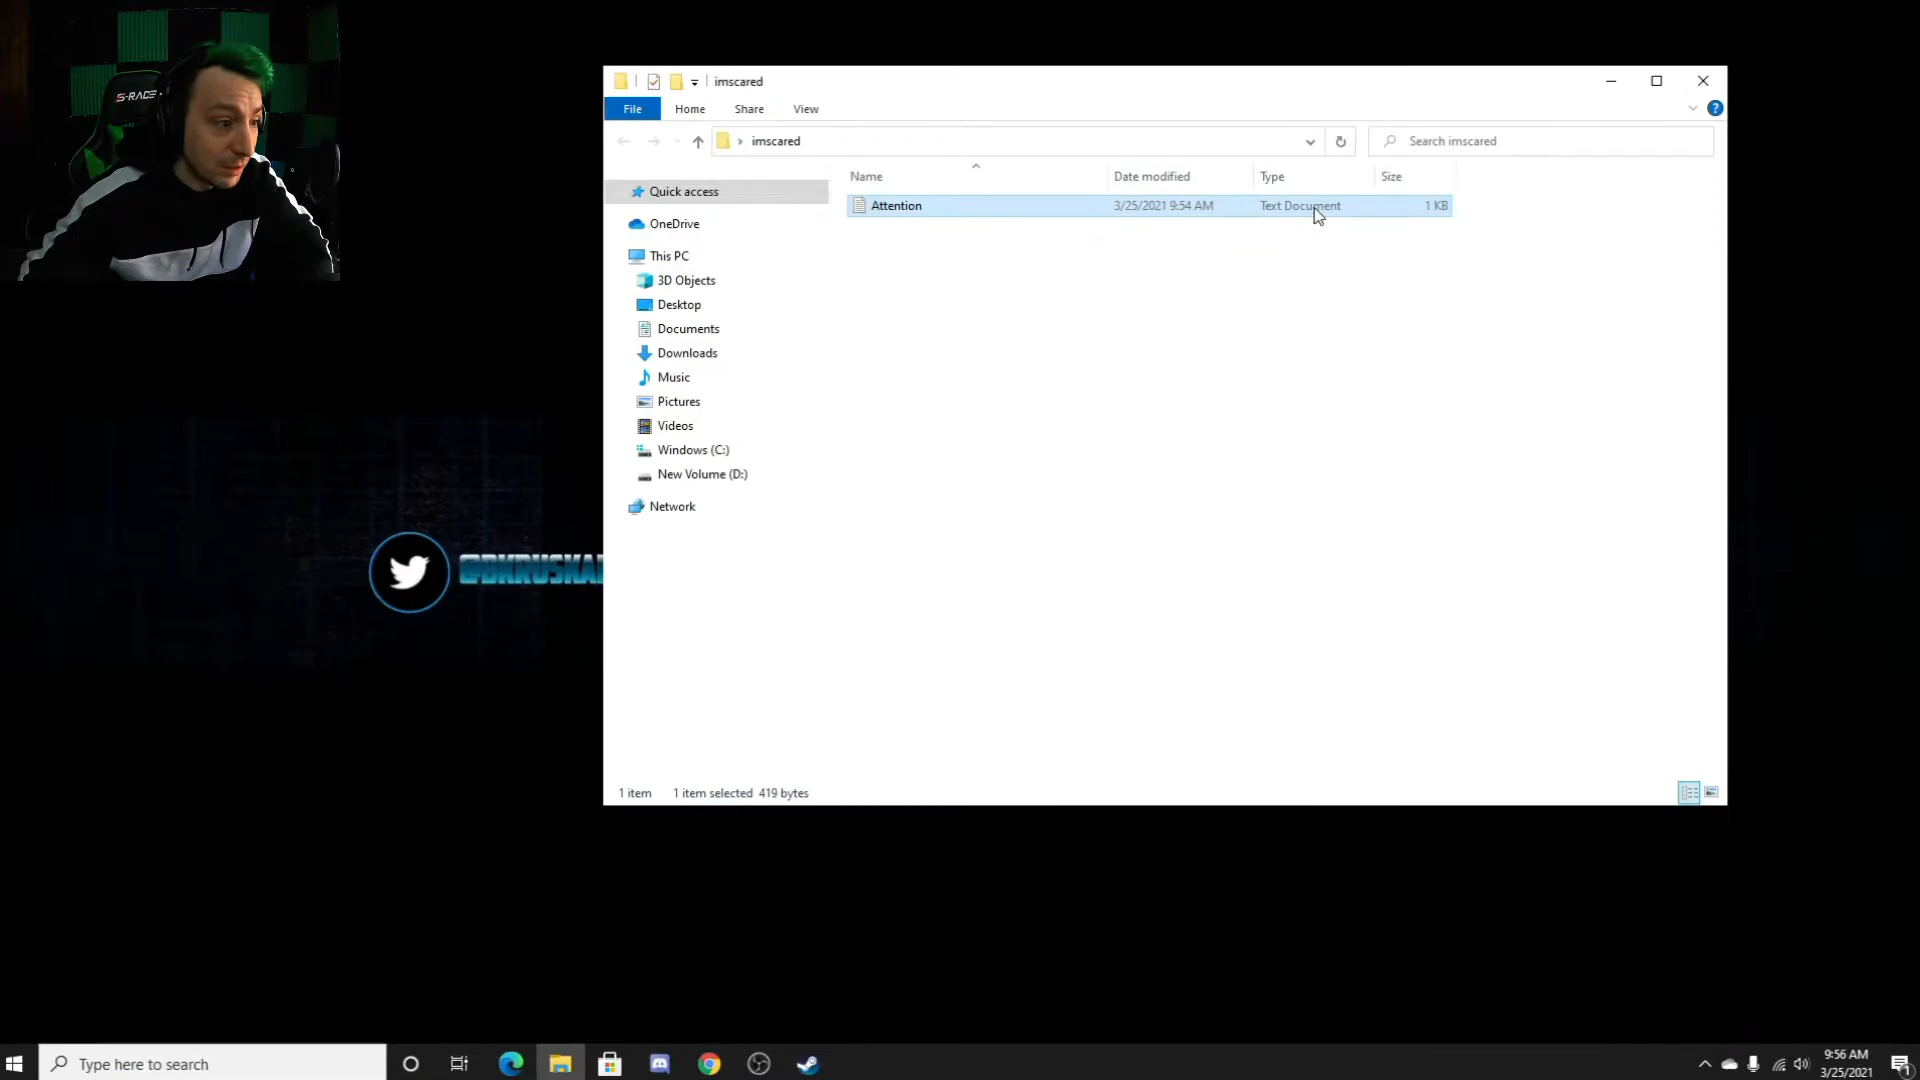 S-RACE
imscared
File Home Share View
imscared
Search imscared
Name Date modified Type Size
Attention 3/25/2021 9:54 AM Text Document 1 KB
Quick access
OneDrive
This PC
3D Objects
Desktop
Documents
Downloads
Music
Pictures
Videos
Windows (C:)
New Volume (D:)
Network
1 item 1 item selected 419 bytes
Type here to search
9:56 AM
3/25/2021